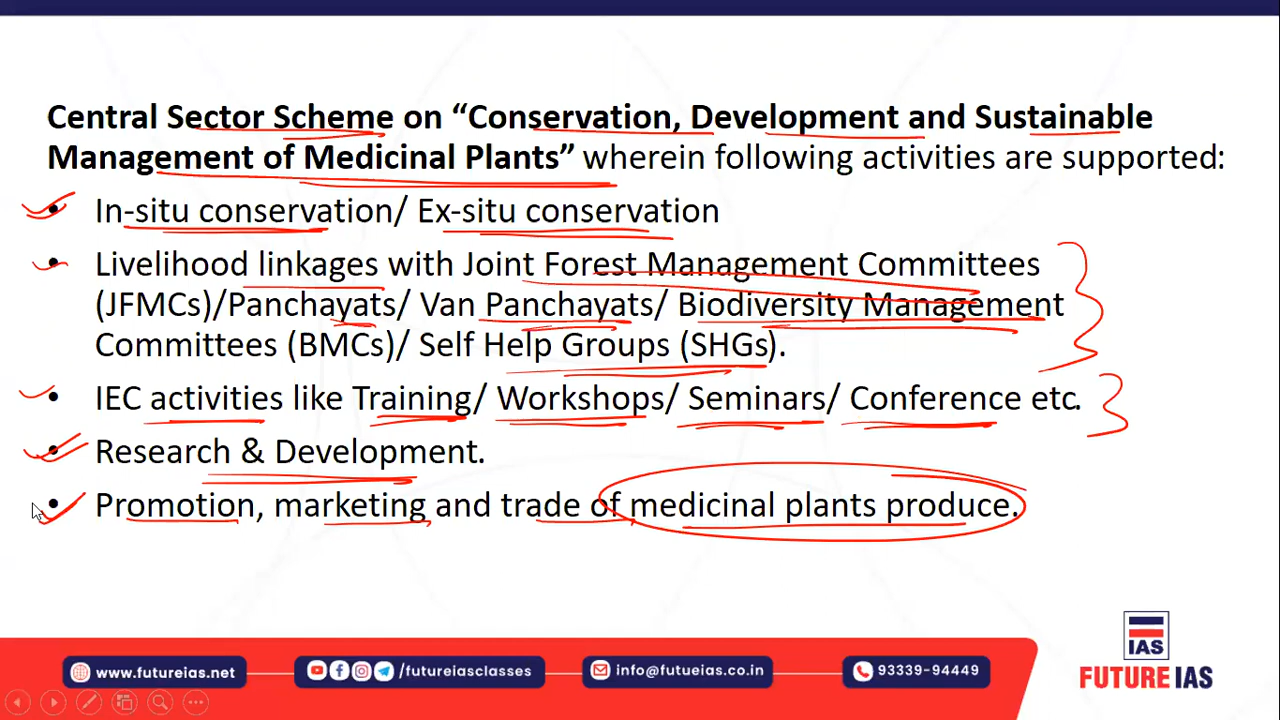 Central Sector Scheme on “Conservation, Development and Sustainable
Management of Medicinal Plants” wherein following activities are supported:
• In-situ conservation/ Ex-situ conservation
• Livelihood linkages with Joint Forest Management Committees
(JFMCs)/Panchayats/ Van Panchayats/ Biodiversity Management
Committees (BMCs)/ Self Help Groups (SHGs).
• IEC activities like Training/ Workshops/ Seminars/ Conference etc.
• Research & Development.
• Promotion, marketing and trade of medicinal plants produce.
www.futureias.net
/futureiasclasses
info@futueias.co.in
93339-94449
IAS
FUTURE IAS